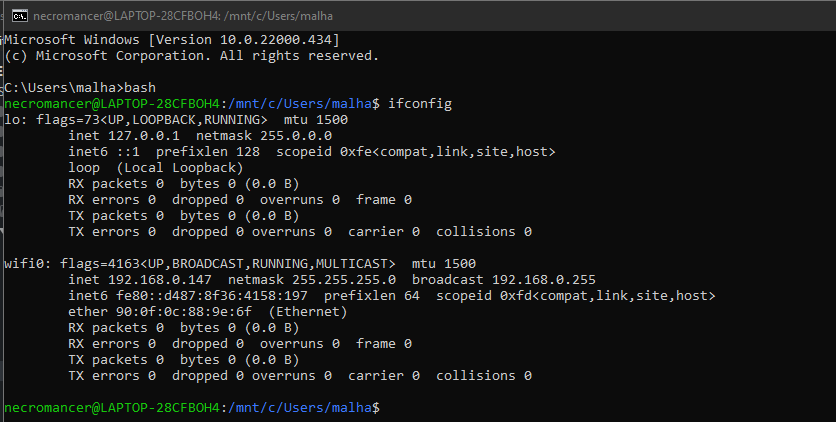 necromancer@LAPTOP-28CFBOH4: /mnt/c/Users/malha
Microsoft Windows [Version 10.0.22000.434]
(c) Microsoft Corporation. All rights reserved.
C:\Users\malha>bash
necromancer@LAPTOP-28CFBOH4:/mnt/c/Users/malha$ ifconfig
lo: flags=73<UP,LOOPBACK,RUNNING>  mtu 1500
        inet 127.0.0.1  netmask 255.0.0.0
        inet6 ::1  prefixlen 128  scopeid 0xfe<compat,link,site,host>
        loop  (Local Loopback)
        RX packets 0  bytes 0 (0.0 B)
        RX errors 0  dropped 0  overruns 0  frame 0
        TX packets 0  bytes 0 (0.0 B)
        TX errors 0  dropped 0 overruns 0  carrier 0  collisions 0
wifi0: flags=4163<UP,BROADCAST,RUNNING,MULTICAST>  mtu 1500
        inet 192.168.0.147  netmask 255.255.255.0  broadcast 192.168.0.255
        inet6 fe80::d487:8f36:4158:197  prefixlen 64  scopeid 0xfd<compat,link,site,host>
        ether 90:0f:0c:88:9e:6f  (Ethernet)
        RX packets 0  bytes 0 (0.0 B)
        RX errors 0  dropped 0  overruns 0  frame 0
        TX packets 0  bytes 0 (0.0 B)
        TX errors 0  dropped 0 overruns 0  carrier 0  collisions 0
necromancer@LAPTOP-28CFBOH4:/mnt/c/Users/malha$